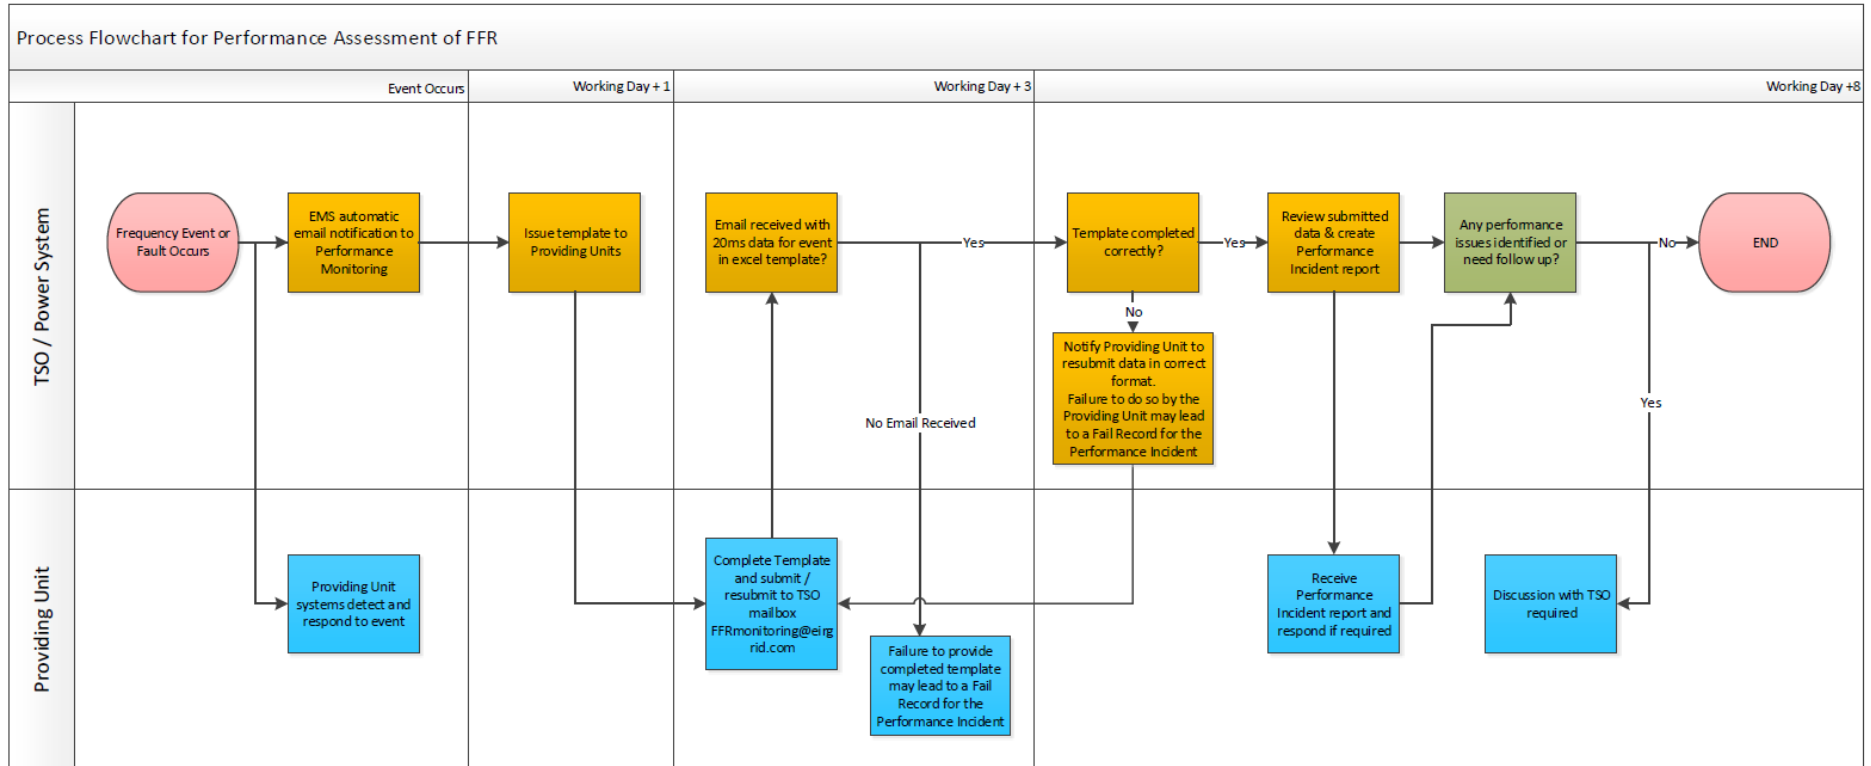 Process Flowchart for Performance Assessment of FFR
Event Occurs
Working Day + 1
Working Day + 3
Working Day +8
TSO / Power System
Frequency Event or
Fault Occurs
EMS automatic
email notification to
Performance
Monitoring
Issue template to
Providing Units
Email received with
20ms data for event
in excel template?
Yes
Template completed
correctly?
Yes
Review submitted
data & create
Performance
Incident report
Any performance
issues identified or
need follow up?
No
END
No
Notify Providing Unit to
resubmit data in correct
format.
Failure to do so by the
Providing Unit may lead
to a Fail Record for the
Performance Incident
No Email Received
Yes
Providing Unit
Providing Unit
systems detect and
respond to event
Complete Template
and submit /
resubmit to TSO
mailbox
FFRmonitoring@eirg
rid.com
Failure to provide
completed template
may lead to a Fail
Record for the
Performance Incident
Receive
Performance
Incident report and
respond if required
Discussion with TSO
required